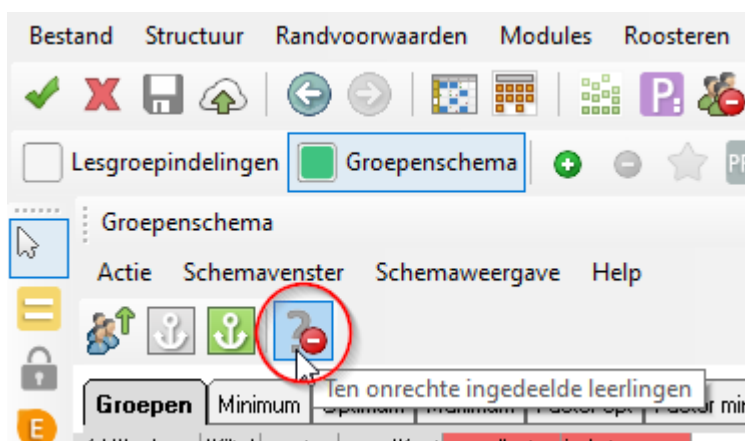 Bestand Structuur Randvoorwaarden Modules Roosteren
P:
Lesgroepindelingen Groepenschema
Groepenschema
Actie Schemavenster Schemaweergave Help
?
Ten onrechte ingedeelde leerlingen
Groepen Minimum
E